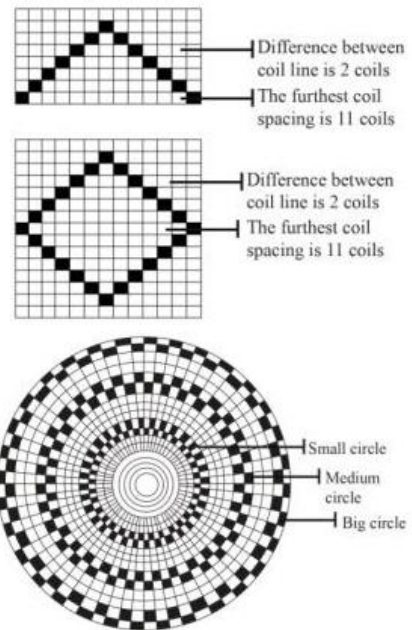 Difference between
coil line is 2 coils
The furthest coil
spacing is 11 coils
Difference between
coil line is 2 coils
The furthest coil
spacing is 11 coils
Small circle
Medium
circle
Big circle